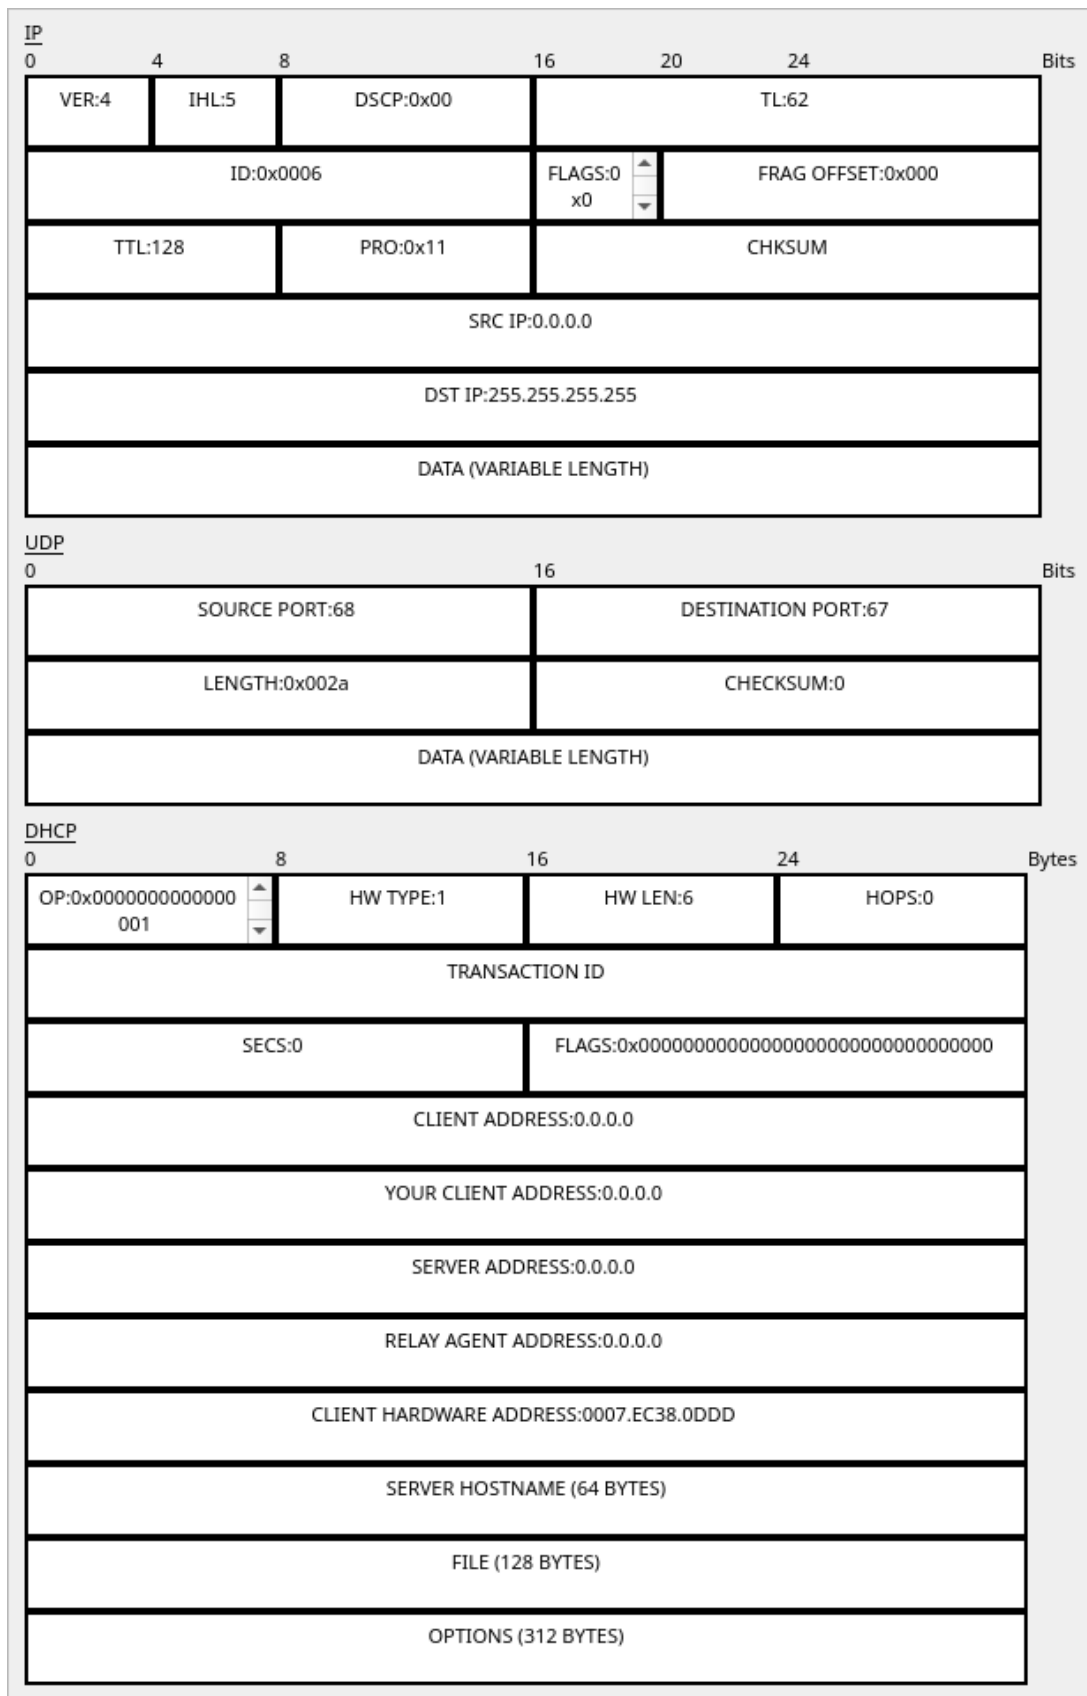 IP
0 4 8 16 20 24 Bits
VER:4 IHL:5 DSCP:0x00 TL:62
ID:0x0006 FLAGS:0 FRAG OFFSET:0x000
x0
TTL:128 PRO:0x11 CHKSUM
SRC IP:0.0.0.0
DST IP:255.255.255.255
DATA (VARIABLE LENGTH)
UDP
0 16 Bits
SOURCE PORT:68 DESTINATION PORT:67
LENGTH:0x002a CHECKSUM:0
DATA (VARIABLE LENGTH)
DHCP
0 8 16 24 Bytes
OP:0x0000000000000 HW TYPE:1 HW LEN:6 HOPS:0
001
TRANSACTION ID
SECS:0 FLAGS:0x00000000000000000000000000000000
CLIENT ADDRESS:0.0.0.0
YOUR CLIENT ADDRESS:0.0.0.0
SERVER ADDRESS:0.0.0.0
RELAY AGENT ADDRESS:0.0.0.0
CLIENT HARDWARE ADDRESS:0007.EC38.0DDD
SERVER HOSTNAME (64 BYTES)
FILE (128 BYTES)
OPTIONS (312 BYTES)